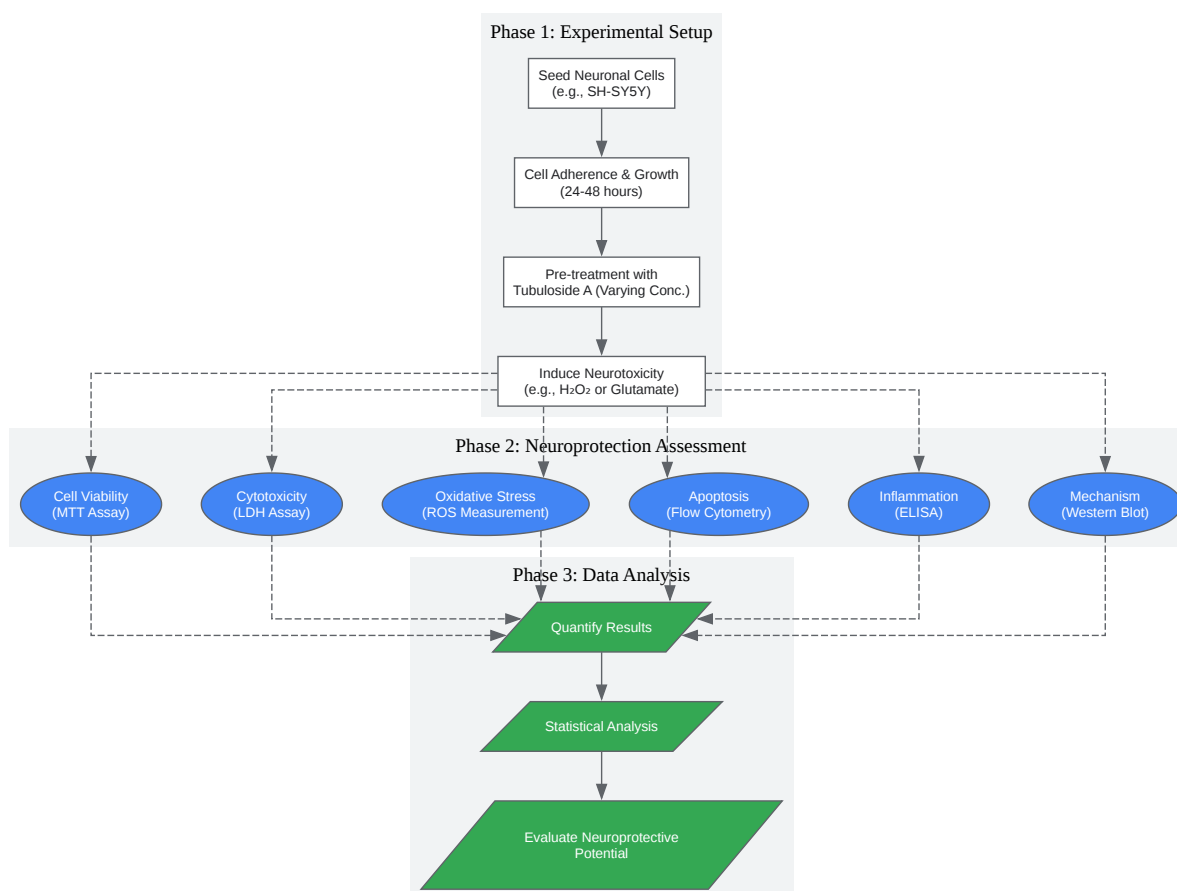 Phase 1: Experimental Setup
Seed Neuronal Cells
(e.g., SH-SY5Y)
Cell Adherence & Growth
(24-48 hours)
Pre-treatment with
Tubuloside A (Varying Conc.)
Induce Neurotoxicity
(e.g., H₂O₂ or Glutamate)
Phase 2: Neuroprotection Assessment
Cell Viability
(MTT Assay)
Cytotoxicity
(LDH Assay)
Oxidative Stress
(ROS Measurement)
Apoptosis
(Flow Cytometry)
Inflammation
(ELISA)
Mechanism
(Western Blot)
Phase 3: Data Analysis
Quantify Results
Statistical Analysis
Evaluate Neuroprotective
Potential